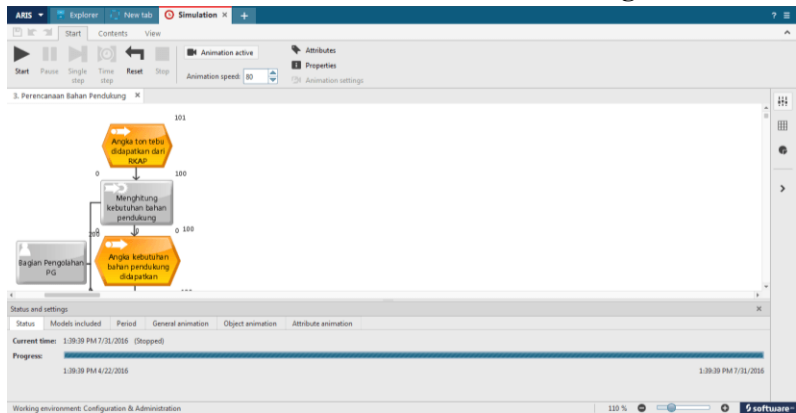 ARIS Explorer New tab Simulation × + ?
Start Contents View
Start Pause Single step Time step Reset Stop
Animation active
Animation speed: 80
Attributes
Properties
Animation settings
3. Perencanaan Bahan Pendukung ×
101
Angka ton tebu
didapatkan dari
RKAP
0 100
Menghitung
kebutuhan bahan
pendukung
0 0 100
Angka kebutuhan
bahan pendukung
didapatkan
Bagian Pengolahan
PG
Status and settings ×
Status Models included Period General animation Object animation Attribute animation
Current time: 1:39:39 PM 7/31/2016 (Stopped)
Progress:
1:39:39 PM 4/22/2016 1:39:39 PM 7/31/2016
Working environment: Configuration & Administration 110 % software